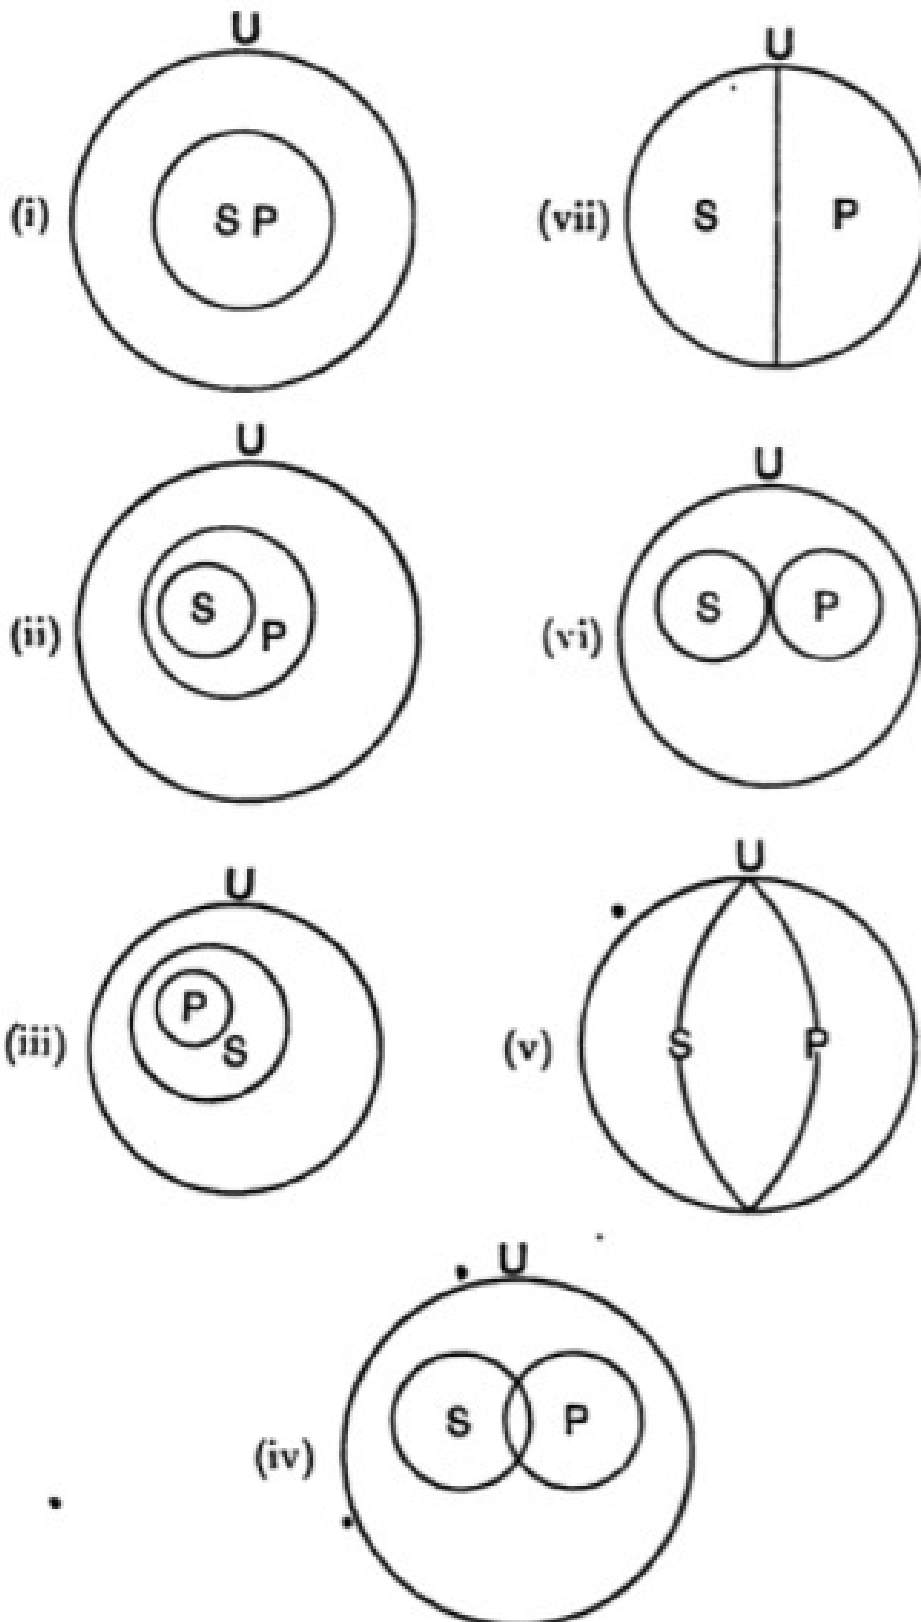 U
(i) S P
U
(vii) S P
U
(ii) S P
U
(vi) S P
U
(iii) P S
U
(v) S P
U
(iv) S P